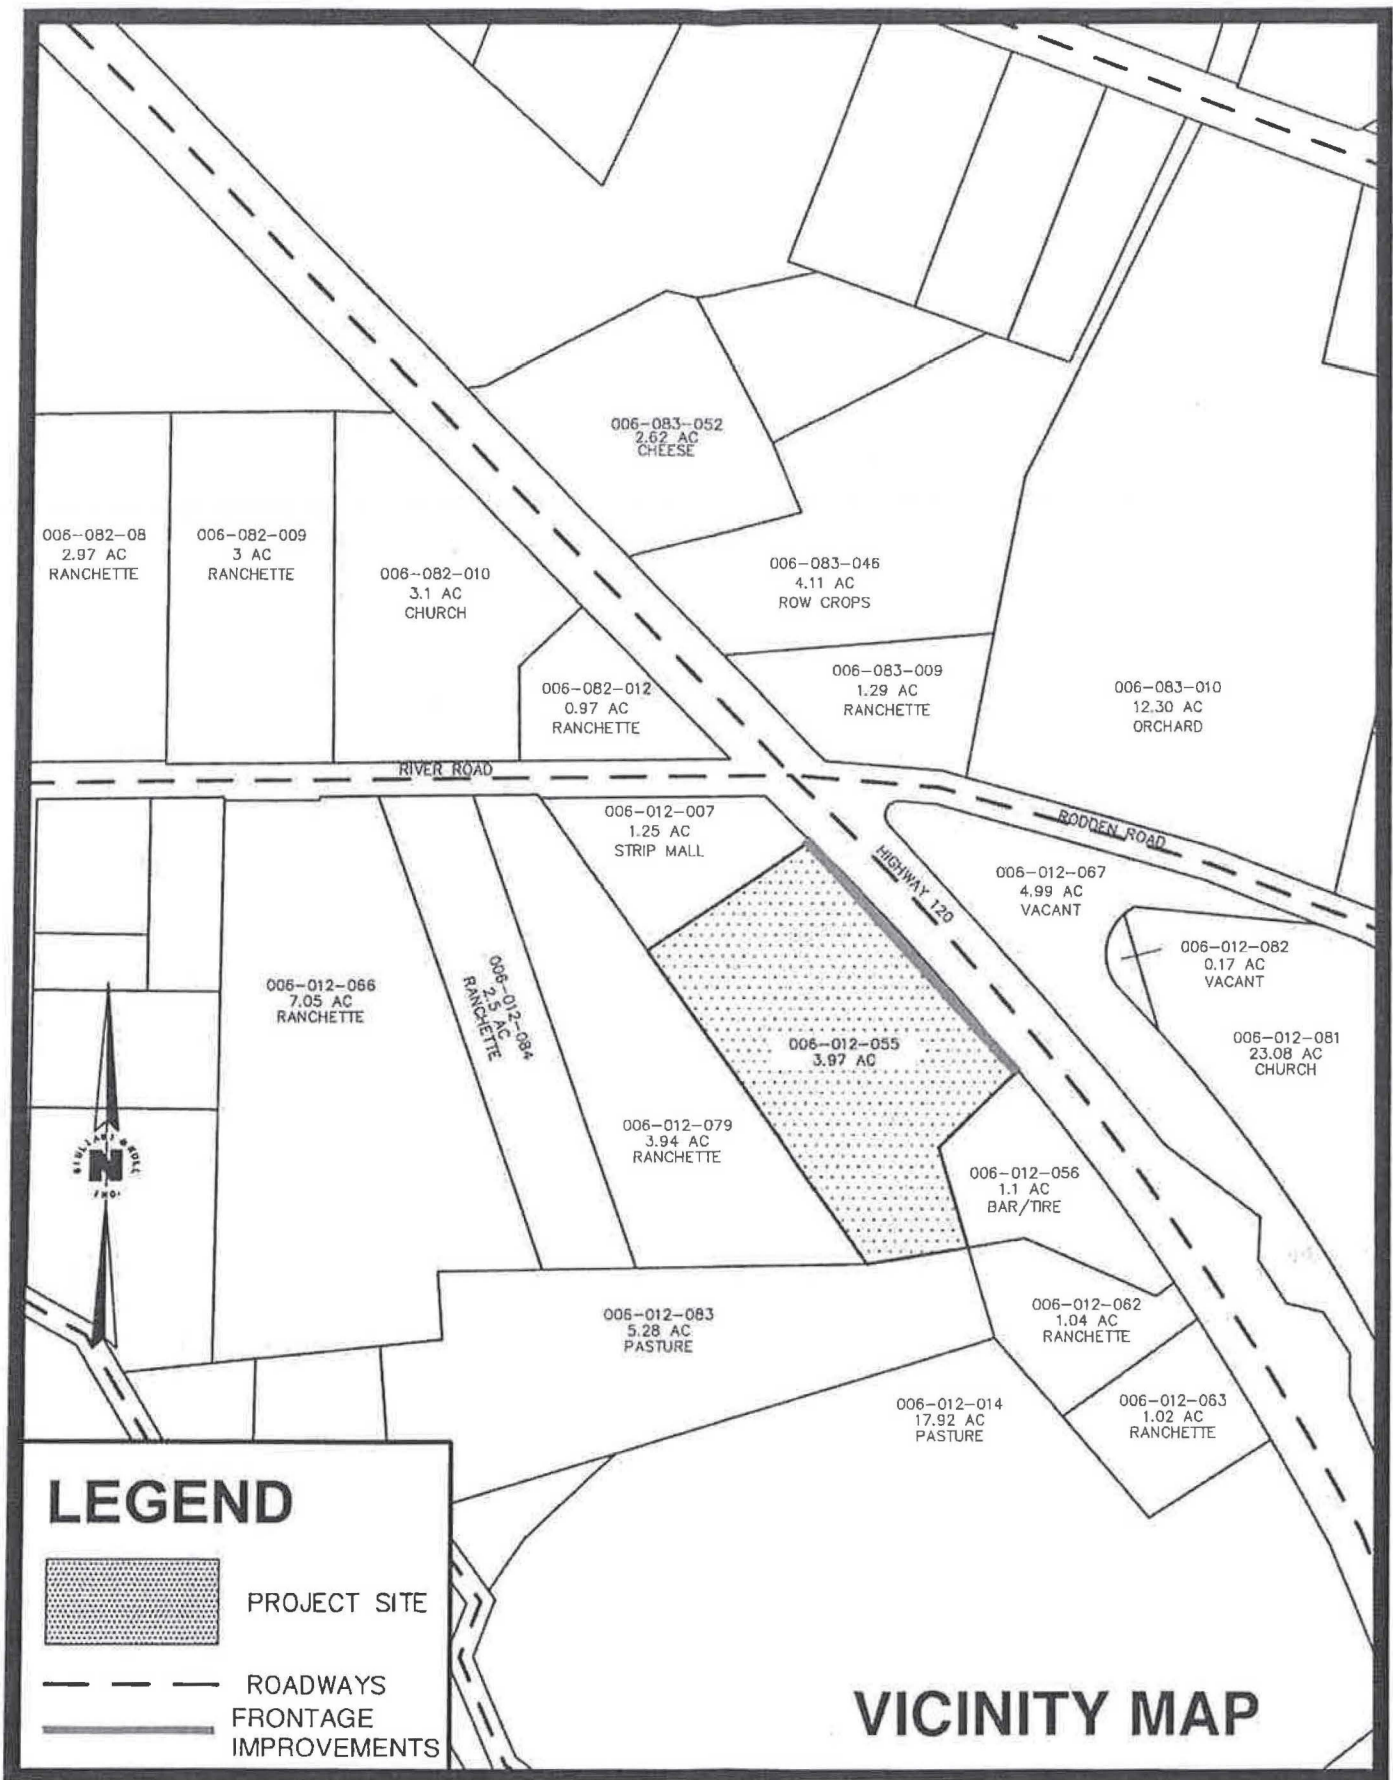 006-083-052
2.62 AC
CHEESE
006-082-08
2.97 AC
RANCHETTE
006-082-009
3 AC
RANCHETTE
006-082-010
3.1 AC
CHURCH
006-083-046
4.11 AC
ROW CROPS
006-082-012
0.97 AC
RANCHETTE
006-083-009
1.29 AC
RANCHETTE
006-083-010
12.30 AC
ORCHARD
RIVER ROAD
RODDEN ROAD
HIGHWAY 120
006-012-007
1.25 AC
STRIP MALL
006-012-067
4.99 AC
VACANT
006-012-082
0.17 AC
VACANT
006-012-066
7.05 AC
RANCHETTE
006-012-084
2.5 AC
RANCHETTE
006-012-055
3.97 AC
006-012-081
23.08 AC
CHURCH
006-012-079
3.94 AC
RANCHETTE
006-012-056
1.1 AC
BAR/TIRE
N
006-012-083
5.28 AC
PASTURE
006-012-062
1.04 AC
RANCHETTE
006-012-014
17.92 AC
PASTURE
006-012-063
1.02 AC
RANCHETTE
LEGEND
PROJECT SITE
ROADWAYS
FRONTAGE
IMPROVEMENTS
VICINITY MAP